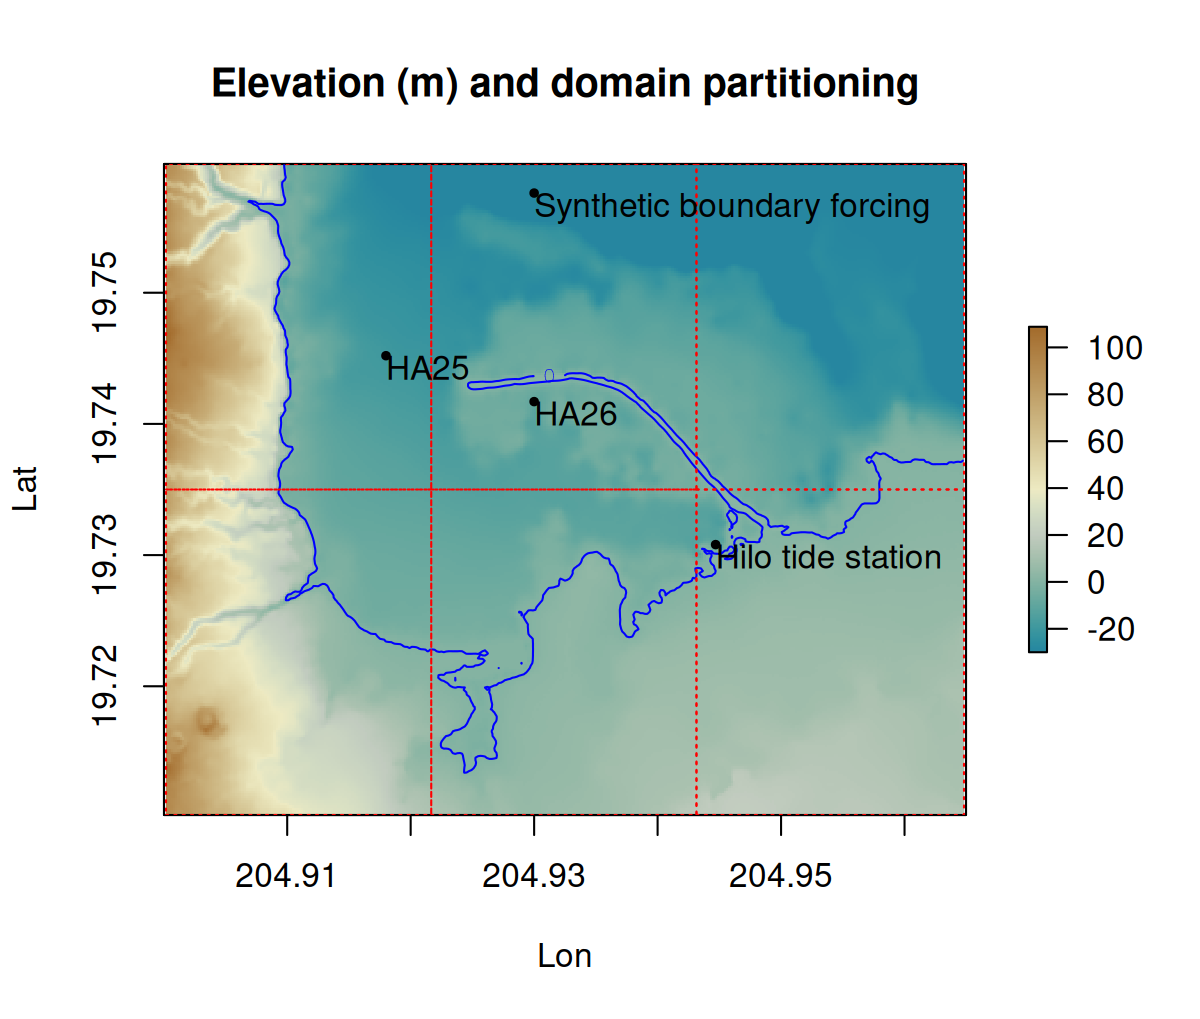 Elevation (m) and domain partitioning
Synthetic boundary forcing
HA25
HA26
Hilo tide station
19.75
19.74
19.73
19.72
Lat
204.91
204.93
204.95
Lon
100
80
60
40
20
0
-20